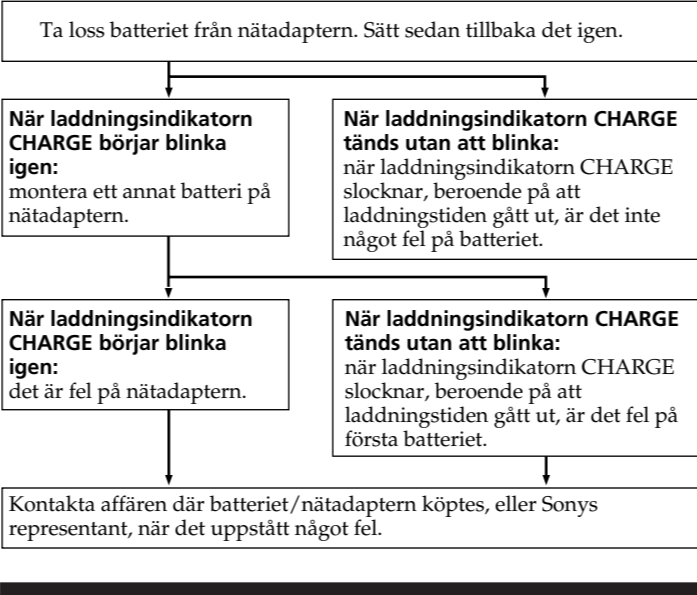 Ta loss batteriet från nätadaptern. Sätt sedan tillbaka det igen.
När laddningsindikatorn
CHARGE börjar blinka
igen:
montera ett annat batteri på
nätadaptern.
När laddningsindikatorn CHARGE
tänds utan att blinka:
när laddningsindikatorn CHARGE
slocknar, beroende på att
laddningstiden gått ut, är det inte
något fel på batteriet.
När laddningsindikatorn
CHARGE börjar blinka
igen:
det är fel på nätadaptern.
När laddningsindikatorn CHARGE
tänds utan att blinka:
när laddningsindikatorn CHARGE
slocknar, beroende på att
laddningstiden gått ut, är det fel på
första batteriet.
Kontakta affären där batteriet/nätadaptern köptes, eller Sonys
representant, när det uppstått något fel.